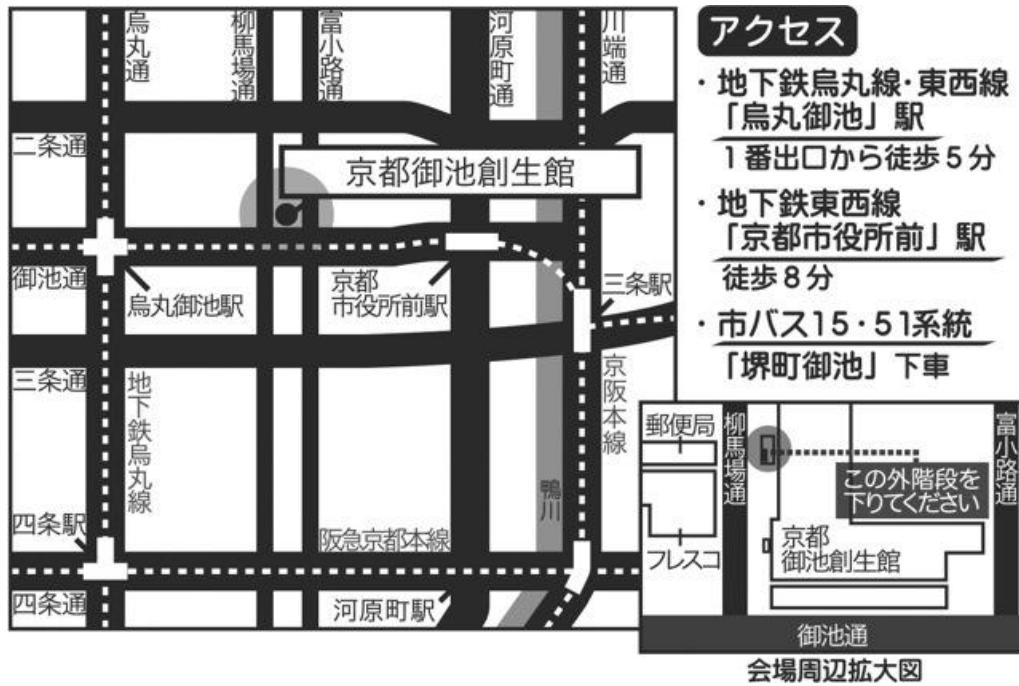 烏丸通
柳馬場通
富小路通
河原町通
川端通
二条通
京都御池創生館
御池通
烏丸御池駅
京都
市役所前駅
三条駅
三条通
地下鉄烏丸線
京阪本線
鴨川
四条駅
阪急京都本線
四条通
河原町駅
アクセス
・地下鉄烏丸線・東西線
「烏丸御池」駅
1番出口から徒歩5分
・地下鉄東西線
「京都市役所前」駅
徒歩8分
・市バス15・51系統
「堺町御池」下車
郵便局
柳馬場通
富小路通
この外階段を
下りてください
京都
御池創生館
フレスコ
御池通
会場周辺拡大図